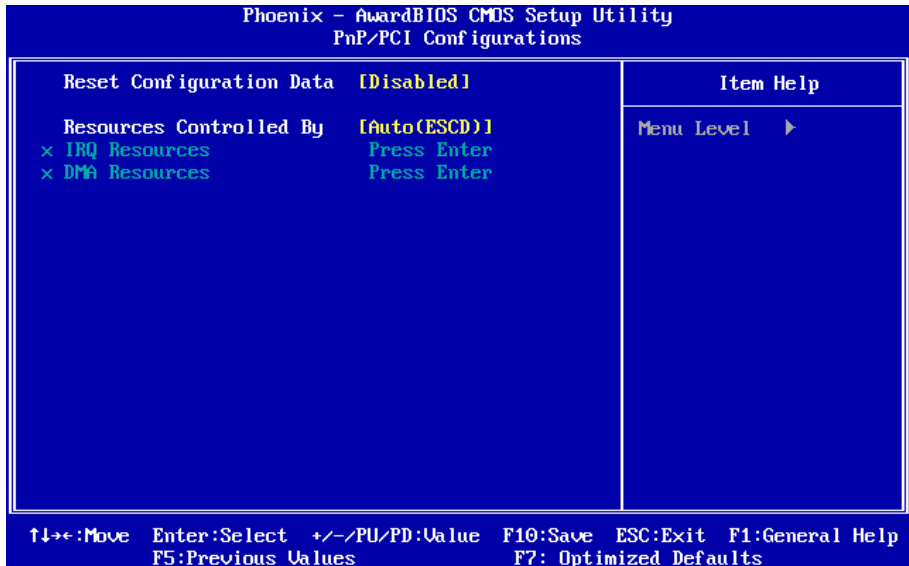 Phoenix - AwardBIOS CMOS Setup Utility
PnP/PCI Configurations
Reset Configuration Data [Disabled]
Resources Controlled By [Auto(ESCD)]
x IRQ Resources Press Enter
x DMA Resources Press Enter
Item Help
Menu Level ▶
↑↓→←:Move Enter:Select +/-/PU/PD:Value F10:Save ESC:Exit F1:General Help
F5:Previous Values F7: Optimized Defaults